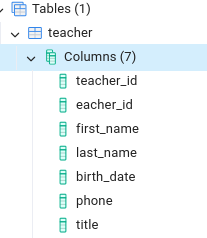 Tables (1)
teacher
Columns (7)
teacher_id
eacher_id
first_name
last_name
birth_date
phone
title